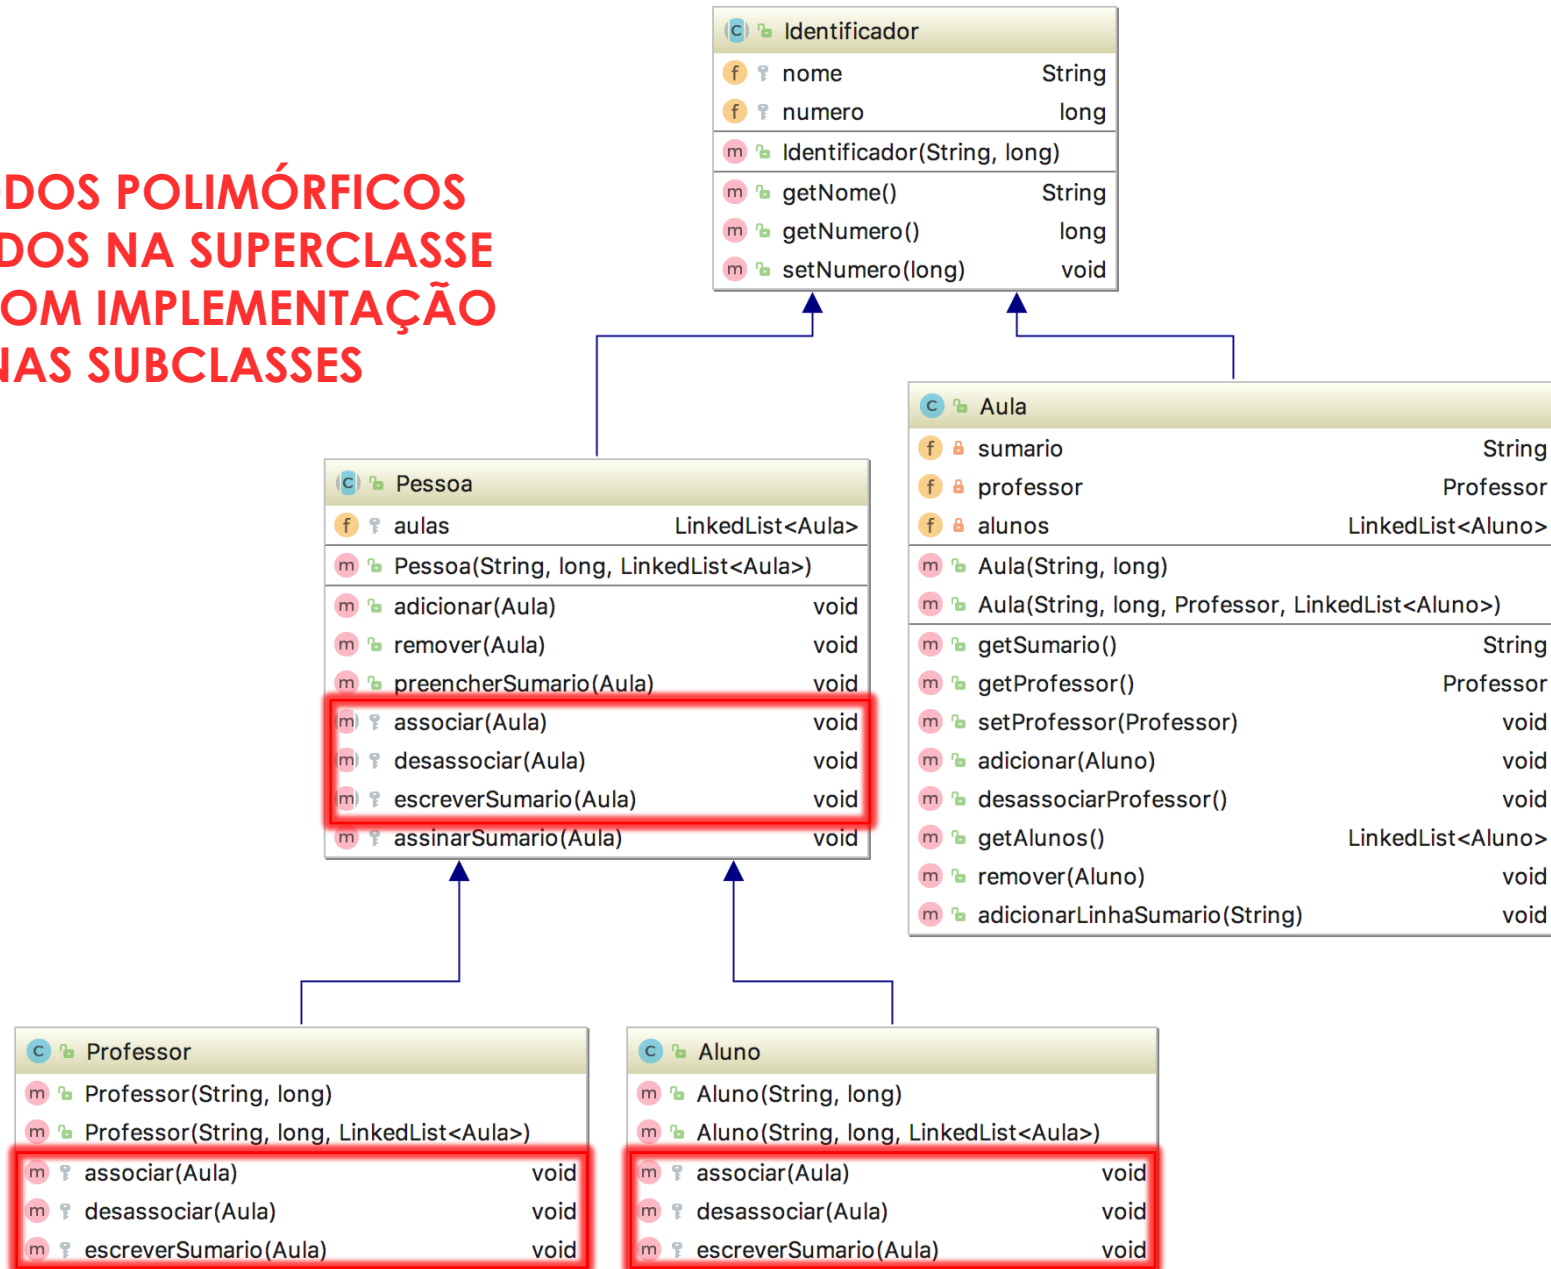 Identificador
nome String
numero long
Identificador(String, long)
getNome() String
getNumero() long
setNumero(long) void
DOS POLIMÓRFICOS
DOS NA SUPERCLASSE
OM IMPLEMENTAÇÃO
NAS SUBCLASSES
Pessoa
aulas LinkedList<Aula>
Pessoa(String, long, LinkedList<Aula>)
adicionar(Aula) void
remover(Aula) void
preencherSumario(Aula) void
associar(Aula) void
desassociar(Aula) void
escreverSumario(Aula) void
assinarSumario(Aula) void
Aula
sumario String
professor Professor
alunos LinkedList<Aluno>
Aula(String, long)
Aula(String, long, Professor, LinkedList<Aluno>)
getSumario() String
getProfessor() Professor
setProfessor(Professor) void
adicionar(Aluno) void
desassociarProfessor() void
getAlunos() LinkedList<Aluno>
remover(Aluno) void
adicionarLinhaSumario(String) void
Professor
Professor(String, long)
Professor(String, long, LinkedList<Aula>)
associar(Aula) void
desassociar(Aula) void
escreverSumario(Aula) void
Aluno
Aluno(String, long)
Aluno(String, long, LinkedList<Aula>)
associar(Aula) void
desassociar(Aula) void
escreverSumario(Aula) void